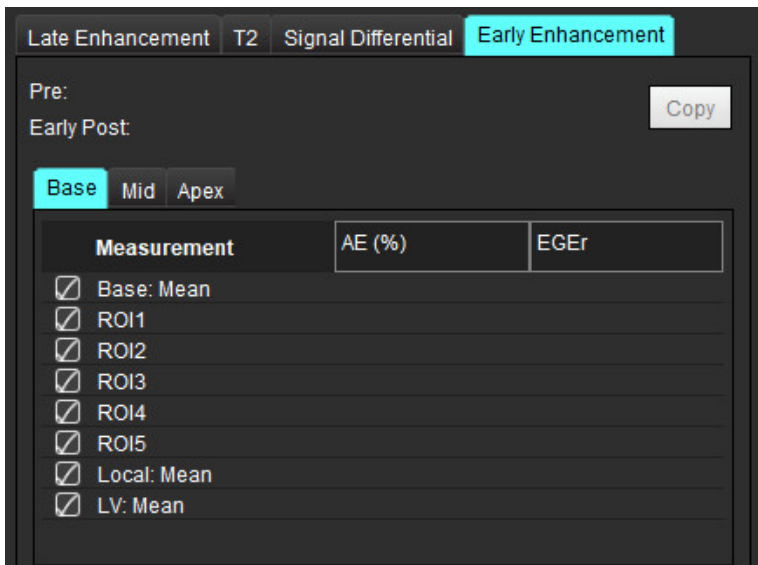 Late Enhancement T2 Signal Differential Early Enhancement
Pre:
Copy
Early Post:
Base Mid Apex
Measurement AE (%) EGEr
Base: Mean
ROI1
ROI2
ROI3
ROI4
ROI5
Local: Mean
LV: Mean